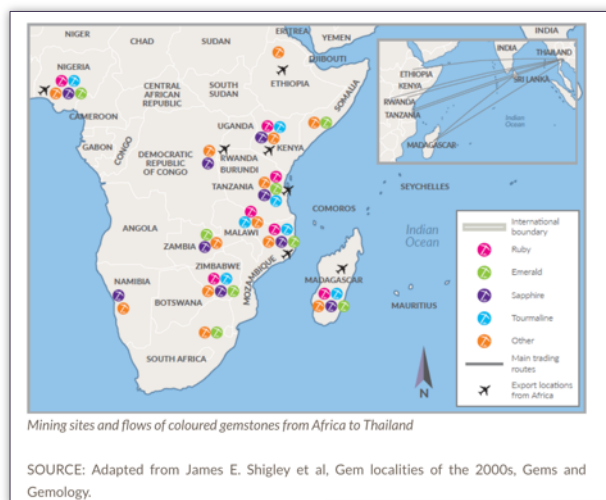 NIGER
CHAD
SUDAN
ERITREA
YEMEN
DJIBOUTI
NIGERIA
CENTRAL
AFRICAN
REPUBLIC
SOUTH
SUDAN
ETHIOPIA
SOMALIA
CAMEROON
GABON
CONGO
DEMOCRATIC
REPUBLIC
OF CONGO
UGANDA
KENYA
RWANDA
BURUNDI
TANZANIA
SEYCHELLES
COMOROS
ANGOLA
MALAWI
ZAMBIA
MOZAMBIQUE
ZIMBABWE
NAMIBIA
BOTSWANA
MADAGASCAR
MAURITIUS
SOUTH AFRICA
Indian
Ocean
N
INDIA
INDIA
THAILAND
ETHIOPIA
KENYA
SRI LANKA
RWANDA
TANZANIA
Indian
Ocean
MADAGASCAR
International
boundary
Ruby
Emerald
Sapphire
Tourmaline
Other
Main trading
routes
Export locations
from Africa
Mining sites and flows of coloured gemstones from Africa to Thailand
SOURCE: Adapted from James E. Shigley et al, Gem localities of the 2000s, Gems and
Gemology.